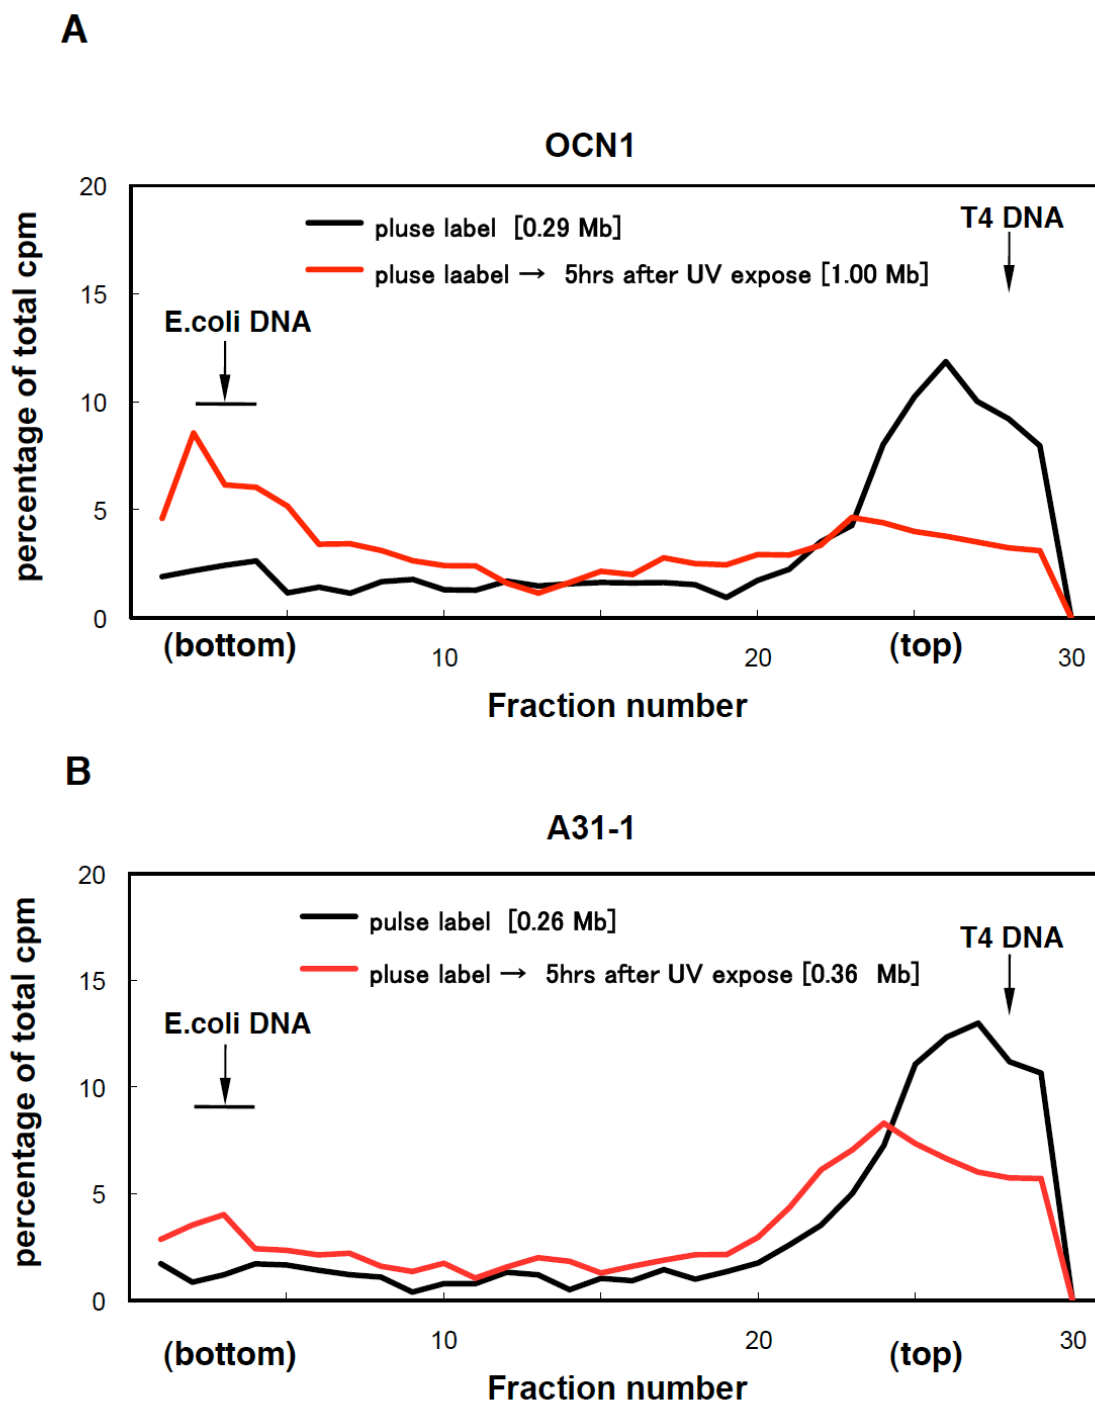 A
OCN1
percentage of total cpm
20
15
10
5
0
pluse label [0.29 Mb]
pluse laabel → 5hrs after UV expose [1.00 Mb]
T4 DNA
E.coli DNA
(bottom)
10
20
(top)
30
Fraction number
B
A31-1
percentage of total cpm
20
15
10
5
0
pulse label [0.26 Mb]
pluse label → 5hrs after UV expose [0.36 Mb]
T4 DNA
E.coli DNA
(bottom)
10
20
(top)
30
Fraction number